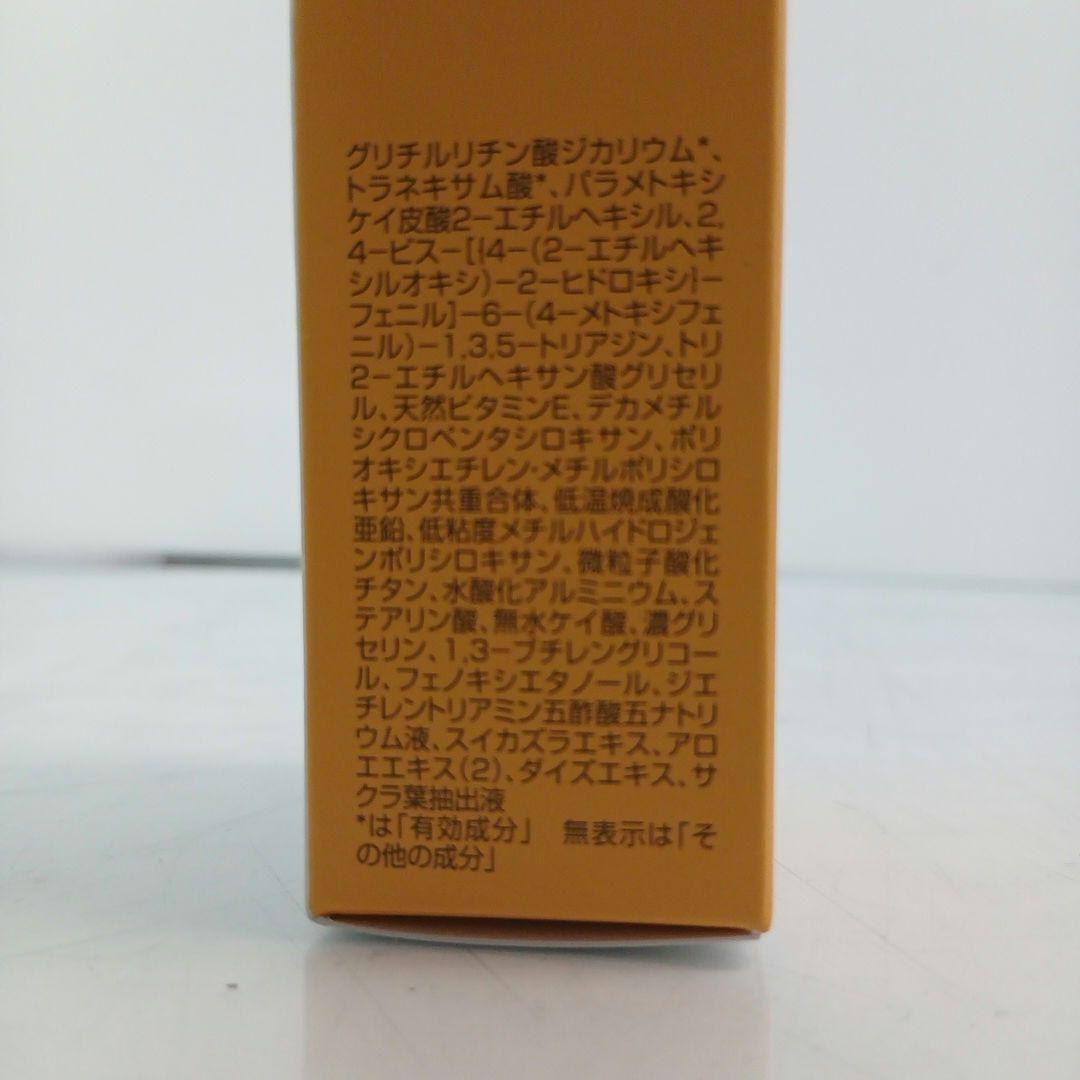 グリチルリチン酸ジカリウム*、
トラネキサム酸*、パラメトキシ
ケイ皮酸2-エチルヘキシル、2,
4-ビス-[{4-(2-エチルヘキ
シルオキシ)-2-ヒドロキシ}-
フェニル]-6-(4-メトキシフェ
ニル)-1,3,5-トリアジン、トリ
2-エチルヘキサン酸グリセリ
ル、天然ビタミンE、デカメチル
シクロペンタシロキサン、ポリ
オキシエチレン・メチルポリシロ
キサン共重合体、低温焼成酸化
亜鉛、低粘度メチルハイドロジェ
ンポリシロキサン、微粒子酸化
チタン、水酸化アルミニウム、ス
テアリン酸、無水ケイ酸、濃グリ
セリン、1,3-ブチレングリコー
ル、フェノキシエタノール、ジエ
チレントリアミン五酢酸五ナトリ
ウム液、スイカズラエキス、アロ
エエキス(2)、ダイズエキス、サ
クラ葉抽出液
*は「有効成分」　無表示は「そ
の他の成分」